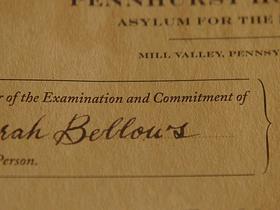 PENNHURST
ASYLUM FOR THE
MILL VALLEY, PENNSY
r of the Examination and Commitment of
rah Bellows
Person.